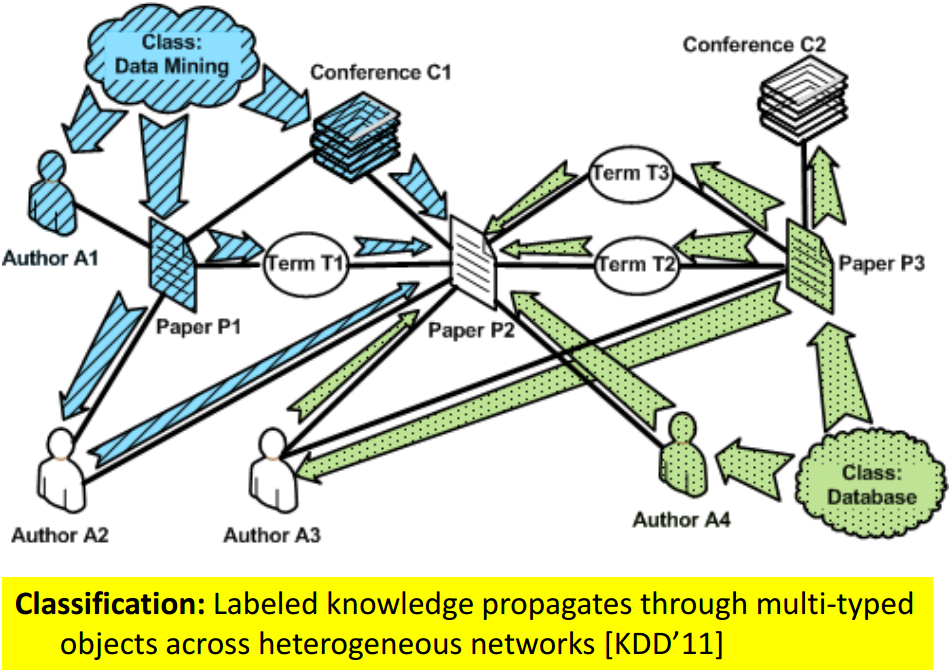 Class:
Data Mining
Conference C1
Conference C2
Term T3
Author A1
Term T1
Term T2
Paper P3
Paper P1
Paper P2
Class:
Database
Author A2
Author A3
Author A4
Classification: Labeled knowledge propagates through multi-typed
objects across heterogeneous networks [KDD’11]